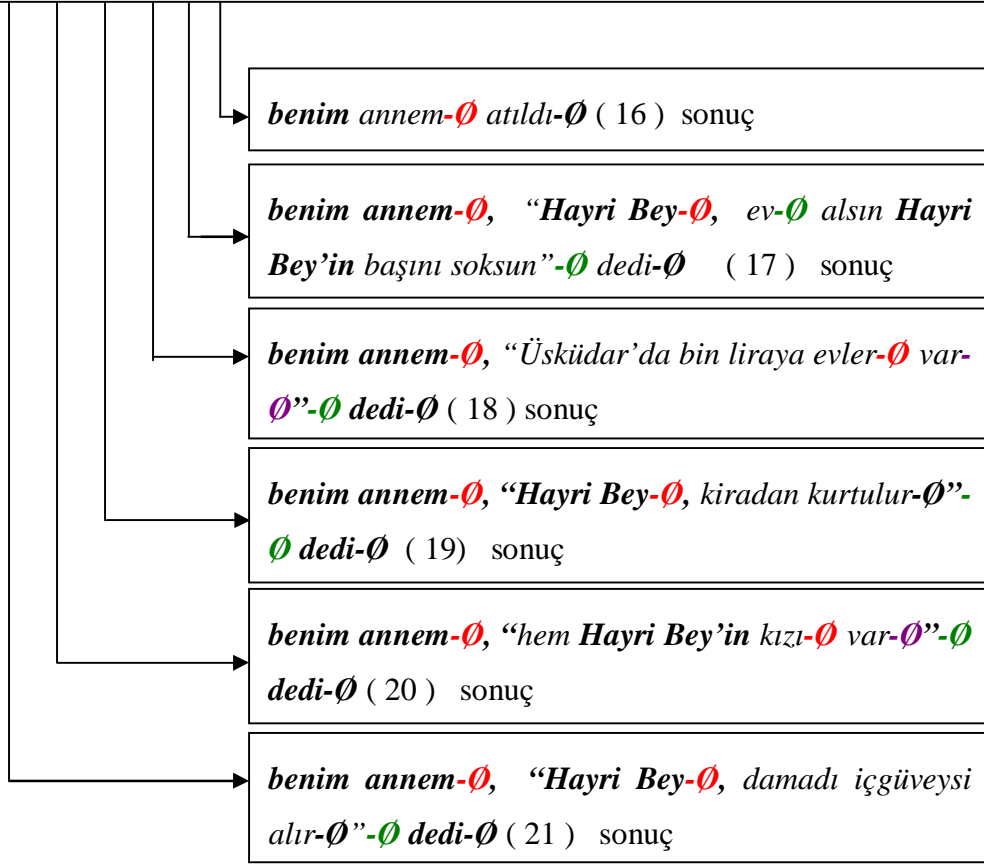 benim annem-Ø atıldı-Ø ( 16 ) sonuç
benim annem-Ø, “Hayri Bey-Ø, ev-Ø alsın Hayri
Bey’in başını soksun”-Ø dedi-Ø ( 17 ) sonuç
benim annem-Ø, “Üsküdar’da bin liraya evler-Ø var-
Ø”-Ø dedi-Ø ( 18 ) sonuç
benim annem-Ø, “Hayri Bey-Ø, kiradan kurtulur-Ø”-
Ø dedi-Ø ( 19) sonuç
benim annem-Ø, “hem Hayri Bey’in kızı-Ø var-Ø”-Ø
dedi-Ø ( 20 ) sonuç
benim annem-Ø, “Hayri Bey-Ø, damadı içgüveysi
alır-Ø”-Ø dedi-Ø ( 21 ) sonuç